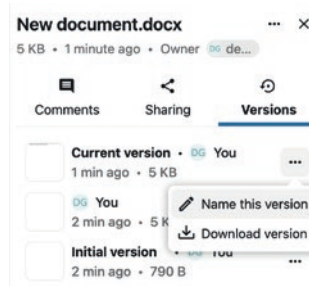 New document.docx ··· ×
5 KB • 1 minute ago • Owner DG de...
Comments Sharing Versions
Current version • DG You
1 min ago • 5 KB ···
DG You
Name this version
2 min ago • 5 K
Download version
Initial version •
2 min ago • 790 B ···